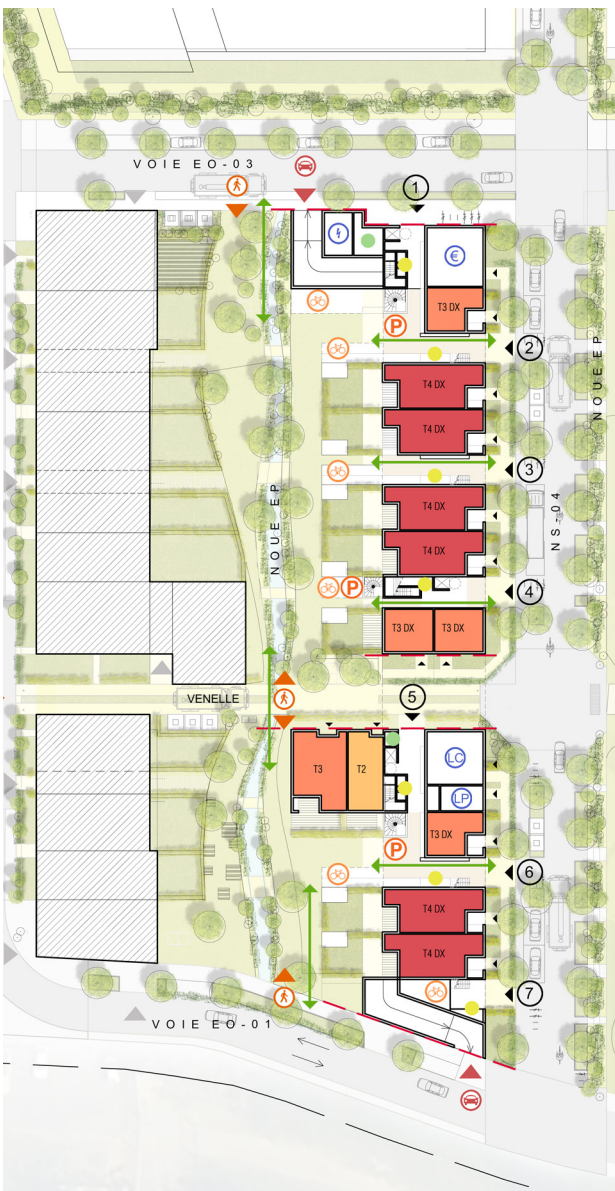 VOIE EO-03
1
€
T3 DX
P
2
T4 DX
T4 DX
NOUE EP
3
T4 DX
NOUE EP
NS-04
T4 DX
P
4
T3 DX
T3 DX
VENELLE
5
T3
T2
LC
LP
T3 DX
P
6
T4 DX
T4 DX
7
VOIE EO-01